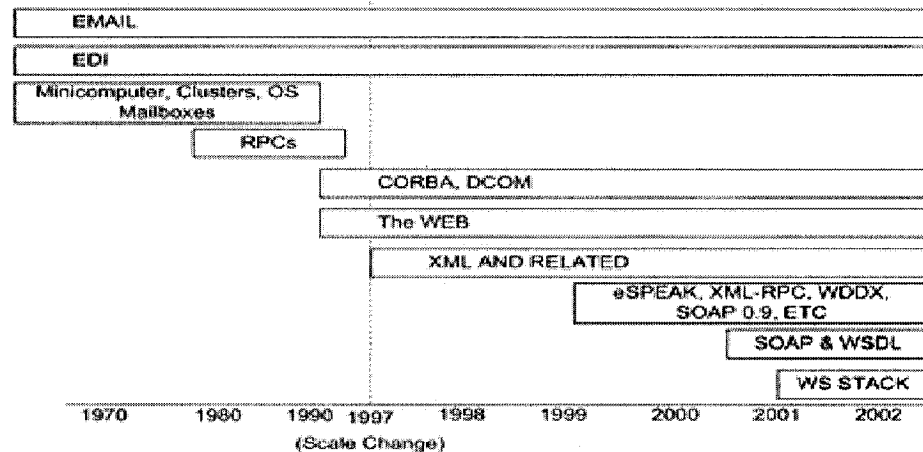 EMAIL
EDI
Minicomputer, Clusters, OS
Mailboxes
RPCs
CORBA, DCOM
The WEB
XML AND RELATED
eSPEAK, XML-RPC, WDDX,
SOAP 0.9, ETC
SOAP & WSDL
WS STACK
1970 1980 1990 1997 1998 1999 2000 2001 2002
(Scale Change)